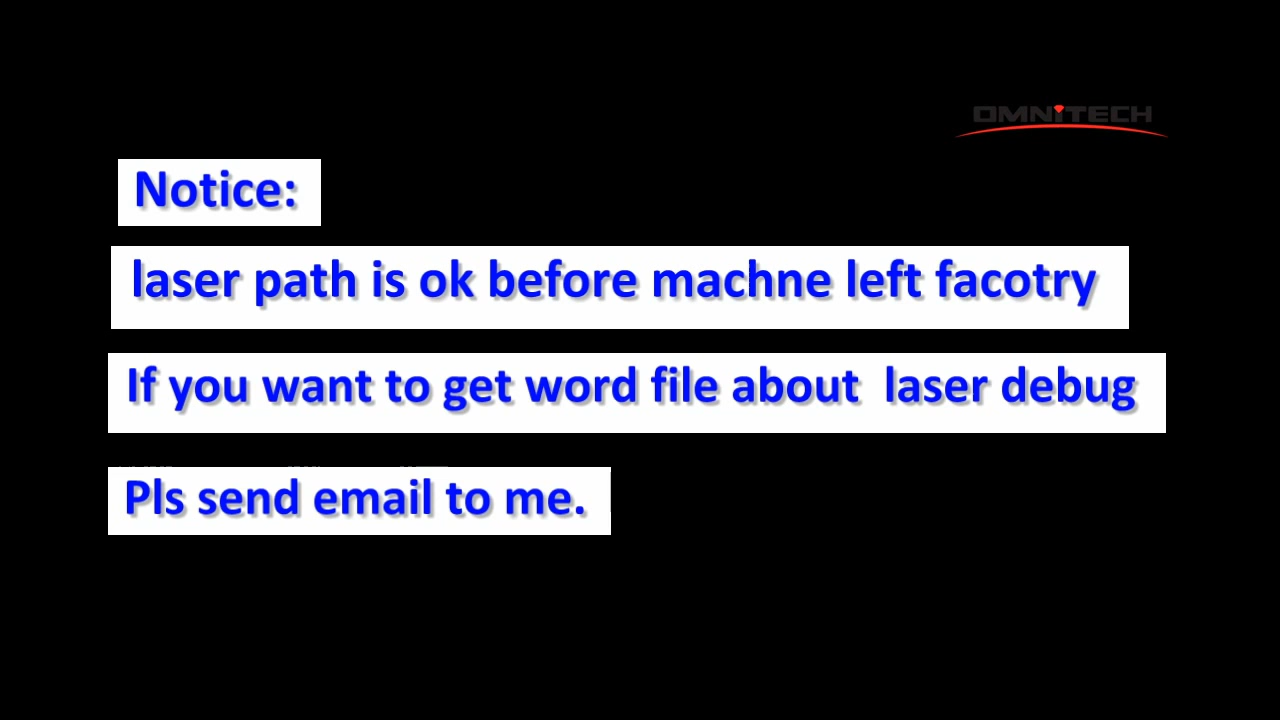 OMNITECH
Notice:
laser path is ok before machne left facotry
If you want to get word file about laser debug
Pls send email to me.